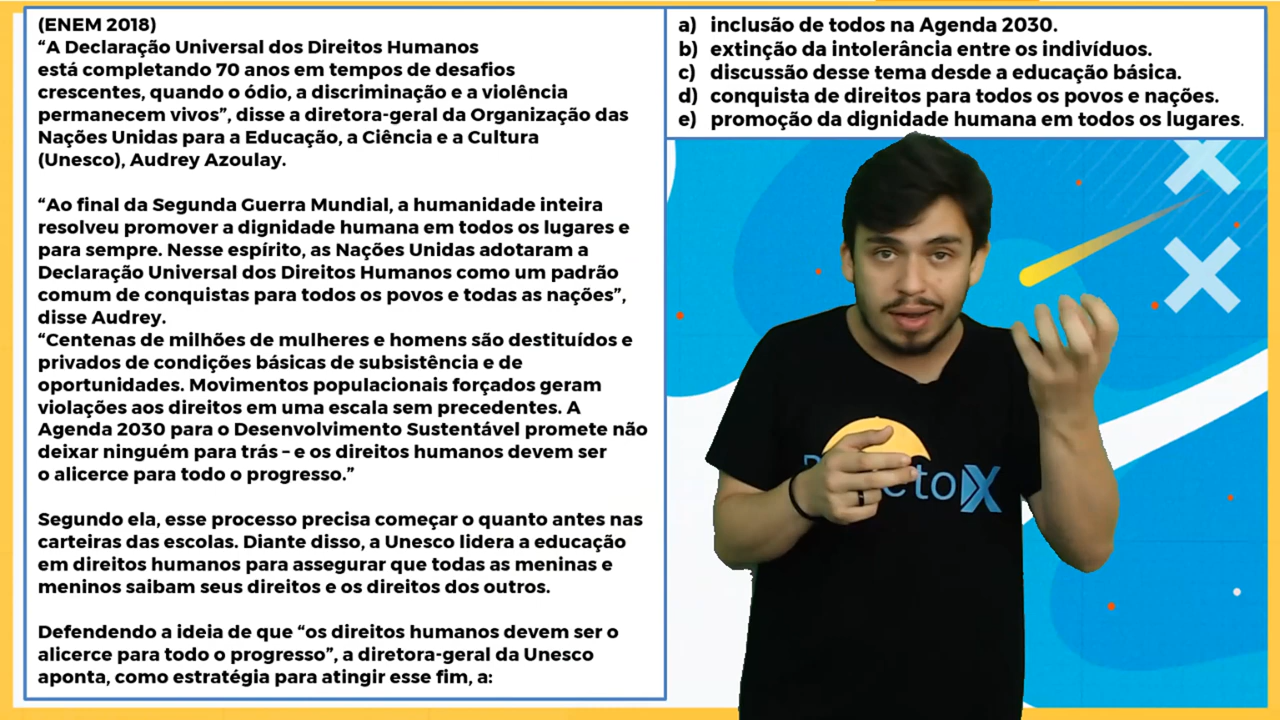 (ENEM 2018)
“A Declaração Universal dos Direitos Humanos
está completando 70 anos em tempos de desafios
crescentes, quando o ódio, a discriminação e a violência
permanecem vivos”, disse a diretora-geral da Organização das
Nações Unidas para a Educação, a Ciência e a Cultura
(Unesco), Audrey Azoulay.
“Ao final da Segunda Guerra Mundial, a humanidade inteira
resolveu promover a dignidade humana em todos os lugares e
para sempre. Nesse espírito, as Nações Unidas adotaram a
Declaração Universal dos Direitos Humanos como um padrão
comum de conquistas para todos os povos e todas as nações”,
disse Audrey.
“Centenas de milhões de mulheres e homens são destituídos e
privados de condições básicas de subsistência e de
oportunidades. Movimentos populacionais forçados geram
violações aos direitos em uma escala sem precedentes. A
Agenda 2030 para o Desenvolvimento Sustentável promete não
deixar ninguém para trás – e os direitos humanos devem ser
o alicerce para todo o progresso.”
Segundo ela, esse processo precisa começar o quanto antes nas
carteiras das escolas. Diante disso, a Unesco lidera a educação
em direitos humanos para assegurar que todas as meninas e
meninos saibam seus direitos e os direitos dos outros.
Defendendo a ideia de que “os direitos humanos devem ser o
alicerce para todo o progresso”, a diretora-geral da Unesco
aponta, como estratégia para atingir esse fim, a:
a) inclusão de todos na Agenda 2030.
b) extinção da intolerância entre os indivíduos.
c) discussão desse tema desde a educação básica.
d) conquista de direitos para todos os povos e nações.
e) promoção da dignidade humana em todos os lugares.